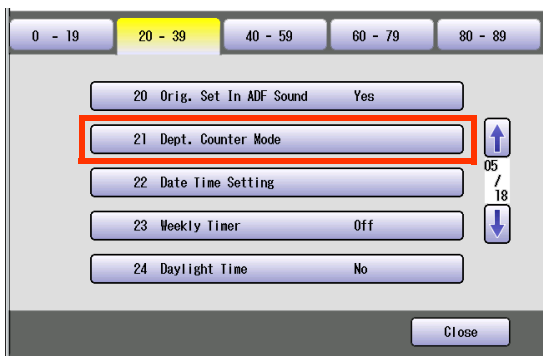 0 - 19 20 - 39 40 - 59 60 - 79 80 - 89
20 Orig. Set In ADF Sound Yes
21 Dept. Counter Mode
05
/
18
22 Date Time Setting
23 Weekly Timer Off
24 Daylight Time No
Close